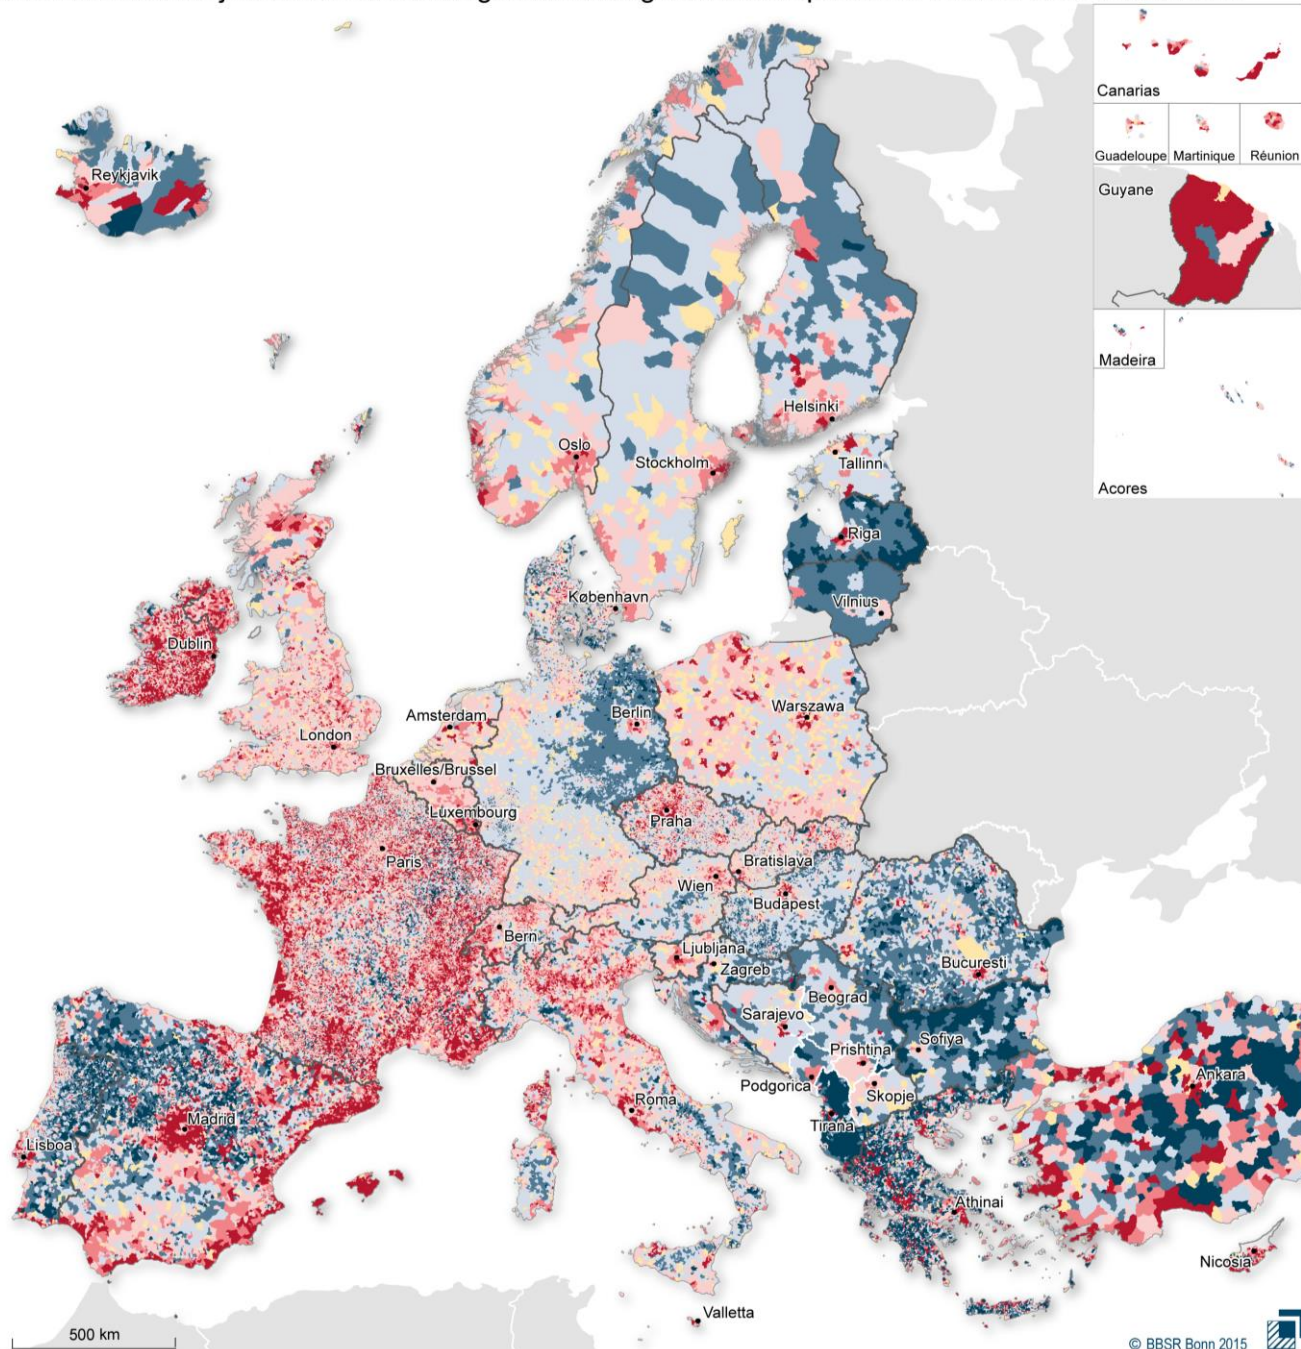 Canarias
Guadeloupe
Martinique
Réunion
Guyane
Madeira
Acores
Reykjavik
Helsinki
Oslo
Stockholm
Tallinn
Riga
København
Vilnius
Dublin
Amsterdam
Berlin
Warszawa
London
Bruxelles/Brussel
Luxembourg
Praha
Paris
Bratislava
Wien
Budapest
Bern
Ljubljana
Zagreb
Bucuresti
Beograd
Sarajevo
Prishtina
Sofiya
Podgorica
Skopje
Ankara
Madrid
Roma
Tirana
Lisboa
Athinai
Nicosia
Valletta
500 km
© BBSR Bonn 2015